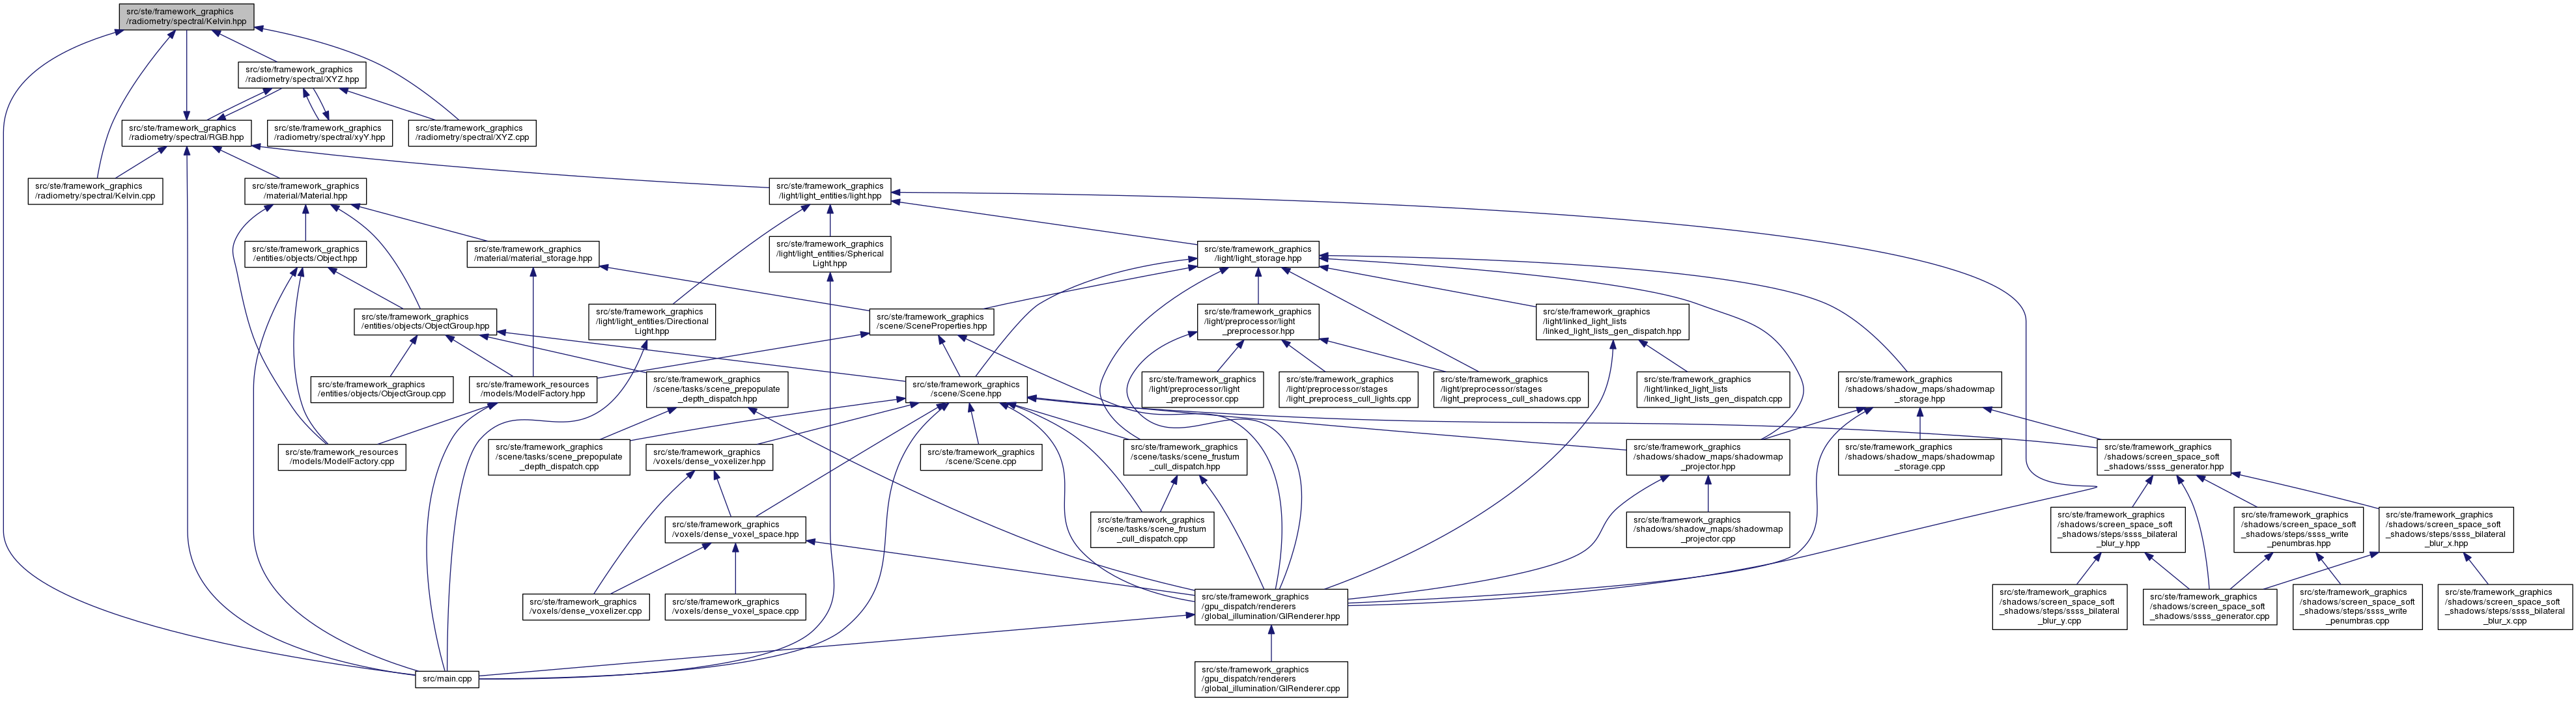 src/ste/framework_graphics
/radiometry/spectral/Kelvin.hpp
src/ste/framework_graphics
/radiometry/spectral/XYZ.hpp
src/ste/framework_graphics
/radiometry/spectral/RGB.hpp
src/ste/framework_graphics
/radiometry/spectral/xyY.hpp
src/ste/framework_graphics
/radiometry/spectral/XYZ.cpp
src/ste/framework_graphics
/radiometry/spectral/Kelvin.cpp
src/ste/framework_graphics
/material/Material.hpp
src/ste/framework_graphics
/light/light_entities/light.hpp
src/ste/framework_graphics
/entities/objects/Object.hpp
src/ste/framework_graphics
/material/material_storage.hpp
src/ste/framework_graphics
/light/light_entities/Spherical
Light.hpp
src/ste/framework_graphics
/light/light_storage.hpp
src/ste/framework_graphics
/entities/objects/ObjectGroup.hpp
src/ste/framework_graphics
/light/light_entities/Directional
Light.hpp
src/ste/framework_graphics
/scene/SceneProperties.hpp
src/ste/framework_graphics
/light/preprocessor/light
_preprocessor.hpp
src/ste/framework_graphics
/light/linked_light_lists
/linked_light_lists_gen_dispatch.hpp
src/ste/framework_graphics
/entities/objects/ObjectGroup.cpp
src/ste/framework_resources
/models/ModelFactory.hpp
src/ste/framework_graphics
/scene/tasks/scene_prepopulate
_depth_dispatch.hpp
src/ste/framework_graphics
/scene/Scene.hpp
src/ste/framework_graphics
/light/preprocessor/light
_preprocessor.cpp
src/ste/framework_graphics
/light/preprocessor/stages
/light_preprocess_cull_lights.cpp
src/ste/framework_graphics
/light/preprocessor/stages
/light_preprocess_cull_shadows.cpp
src/ste/framework_graphics
/light/linked_light_lists
/linked_light_lists_gen_dispatch.cpp
src/ste/framework_graphics
/shadows/shadow_maps/shadowmap
_storage.hpp
src/ste/framework_resources
/models/ModelFactory.cpp
src/ste/framework_graphics
/scene/tasks/scene_prepopulate
_depth_dispatch.cpp
src/ste/framework_graphics
/voxels/dense_voxelizer.hpp
src/ste/framework_graphics
/scene/Scene.cpp
src/ste/framework_graphics
/scene/tasks/scene_frustum
_cull_dispatch.hpp
src/ste/framework_graphics
/shadows/shadow_maps/shadowmap
_projector.hpp
src/ste/framework_graphics
/shadows/shadow_maps/shadowmap
_storage.cpp
src/ste/framework_graphics
/shadows/screen_space_soft
_shadows/ssss_generator.hpp
src/ste/framework_graphics
/voxels/dense_voxel_space.hpp
src/ste/framework_graphics
/scene/tasks/scene_frustum
_cull_dispatch.cpp
src/ste/framework_graphics
/shadows/shadow_maps/shadowmap
_projector.cpp
src/ste/framework_graphics
/shadows/screen_space_soft
_shadows/steps/ssss_bilateral
_blur_y.hpp
src/ste/framework_graphics
/shadows/screen_space_soft
_shadows/steps/ssss_write
_penumbras.hpp
src/ste/framework_graphics
/shadows/screen_space_soft
_shadows/steps/ssss_bilateral
_blur_x.hpp
src/ste/framework_graphics
/voxels/dense_voxelizer.cpp
src/ste/framework_graphics
/voxels/dense_voxel_space.cpp
src/ste/framework_graphics
/gpu_dispatch/renderers
/global_illumination/GIRenderer.hpp
src/ste/framework_graphics
/shadows/screen_space_soft
_shadows/steps/ssss_bilateral
_blur_y.cpp
src/ste/framework_graphics
/shadows/screen_space_soft
_shadows/ssss_generator.cpp
src/ste/framework_graphics
/shadows/screen_space_soft
_shadows/steps/ssss_write
_penumbras.cpp
src/ste/framework_graphics
/shadows/screen_space_soft
_shadows/steps/ssss_bilateral
_blur_x.cpp
src/main.cpp
src/ste/framework_graphics
/gpu_dispatch/renderers
/global_illumination/GIRenderer.cpp